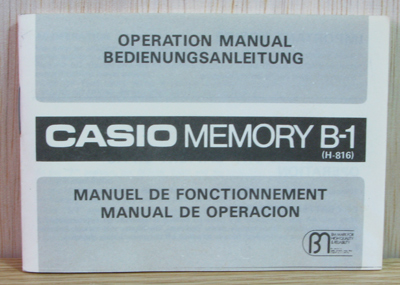 OPERATION MANUAL
BEDIENUNGSANLEITUNG
CASIO MEMORY B-1
(H-816)
MANUEL DE FONCTIONNEMENT
MANUAL DE OPERACION